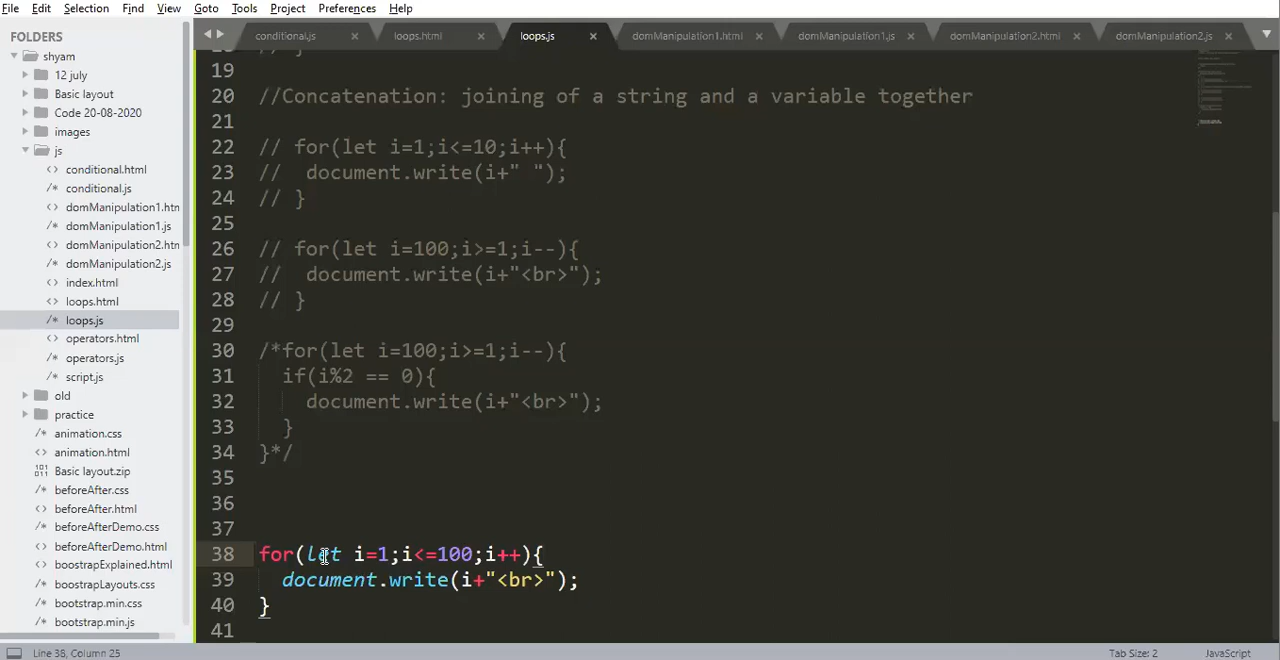 File Edit Selection Find View Goto Tools Project Preferences Help
FOLDERS
shyam
12 july
Basic layout
Code 20-08-2020
images
js
conditional.html
conditional.js
domManipulation1.htn
domManipulation1.js
domManipulation2.htn
domManipulation2.js
index.html
loops.html
loops.js
operators.html
operators.js
script.js
old
practice
animation.css
animation.html
Basic layout.zip
beforeAfter.css
beforeAfter.html
beforeAfterDemo.css
beforeAfterDemo.html
boostrapExplained.html
boostrapLayouts.css
bootstrap.min.css
bootstrap.min.js
conditional.js loops.html loops.js domManipulation1.html domManipulation1.js domManipulation2.html domManipulation2.js
19
20 //Concatenation: joining of a string and a variable together
21
22 // for(let i=1;i<=10;i++){
23 //  document.write(i+" ");
24 // }
25
26 // for(let i=100;i>=1;i--){
27 //  document.write(i+"<br>");
28 // }
29
30 /*for(let i=100;i>=1;i--){
31   if(i%2 == 0){
32     document.write(i+"<br>");
33   }
34 }*/
35
36
37
38 for(let i=1;i<=100;i++){
39   document.write(i+"<br>");
40 }
41
Line 38, Column 25 Tab Size: 2 JavaScript